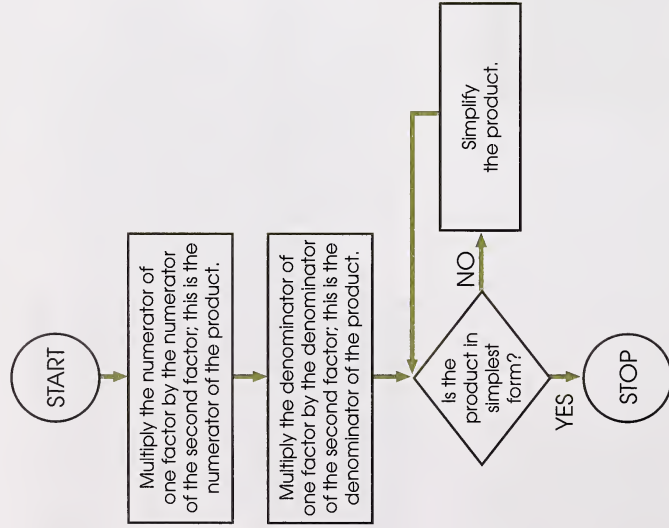 START
Multiply the numerator of
one factor by the numerator
of the second factor; this is the
numerator of the product.
Multiply the denominator of
one factor by the denominator
of the second factor; this is the
denominator of the product.
Is the
product in
simplest
form?
NO
Simplify
the product.
YES
STOP